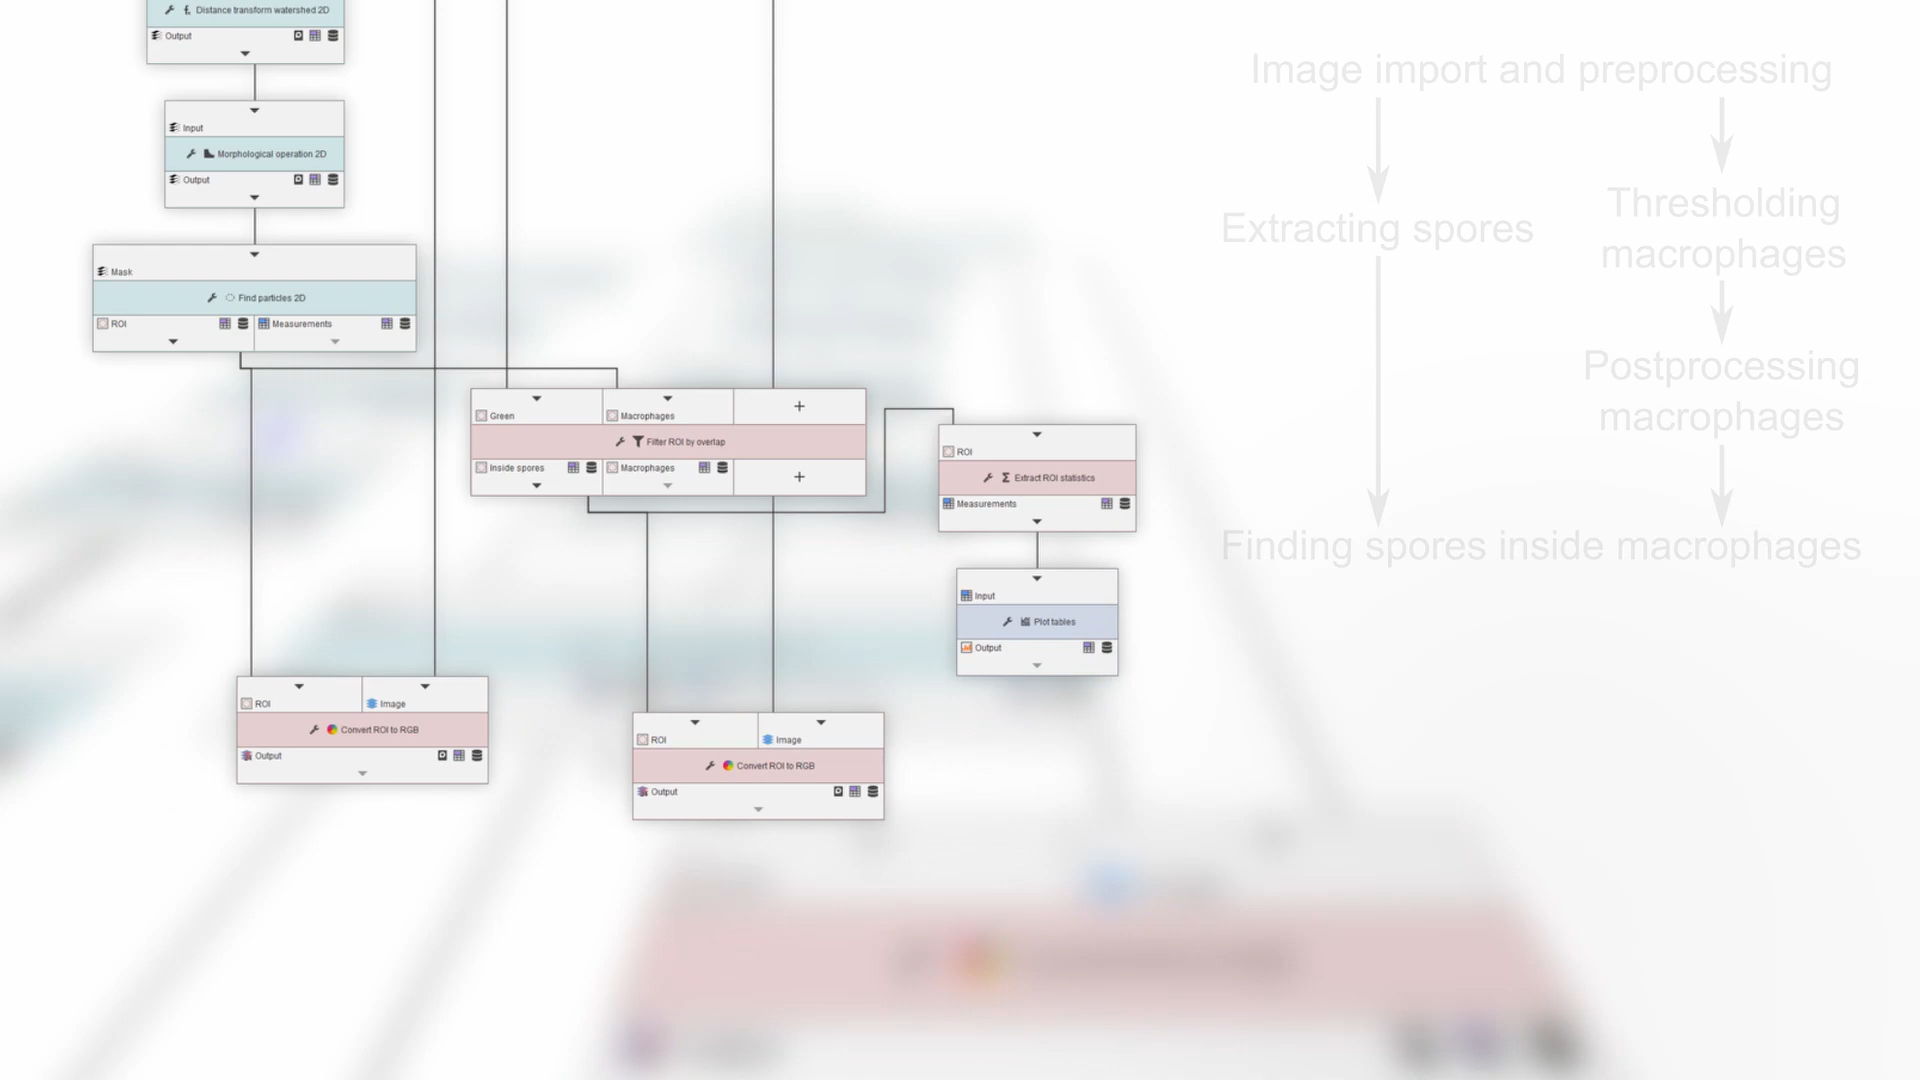 Distance transform watershed 2D
Output
Input
Morphological operation 2D
Output
Mask
Find particles 2D
ROI Measurements
Green Macrophages +
Filter ROI by overlap
Inside spores Macrophages +
ROI
Extract ROI statistics
Measurements
Input
Plot tables
Output
ROI Image
Convert ROI to RGB
Output
ROI Image
Convert ROI to RGB
Output
Image import and preprocessing
Extracting spores
Thresholding
macrophages
Postprocessing
macrophages
Finding spores inside macrophages